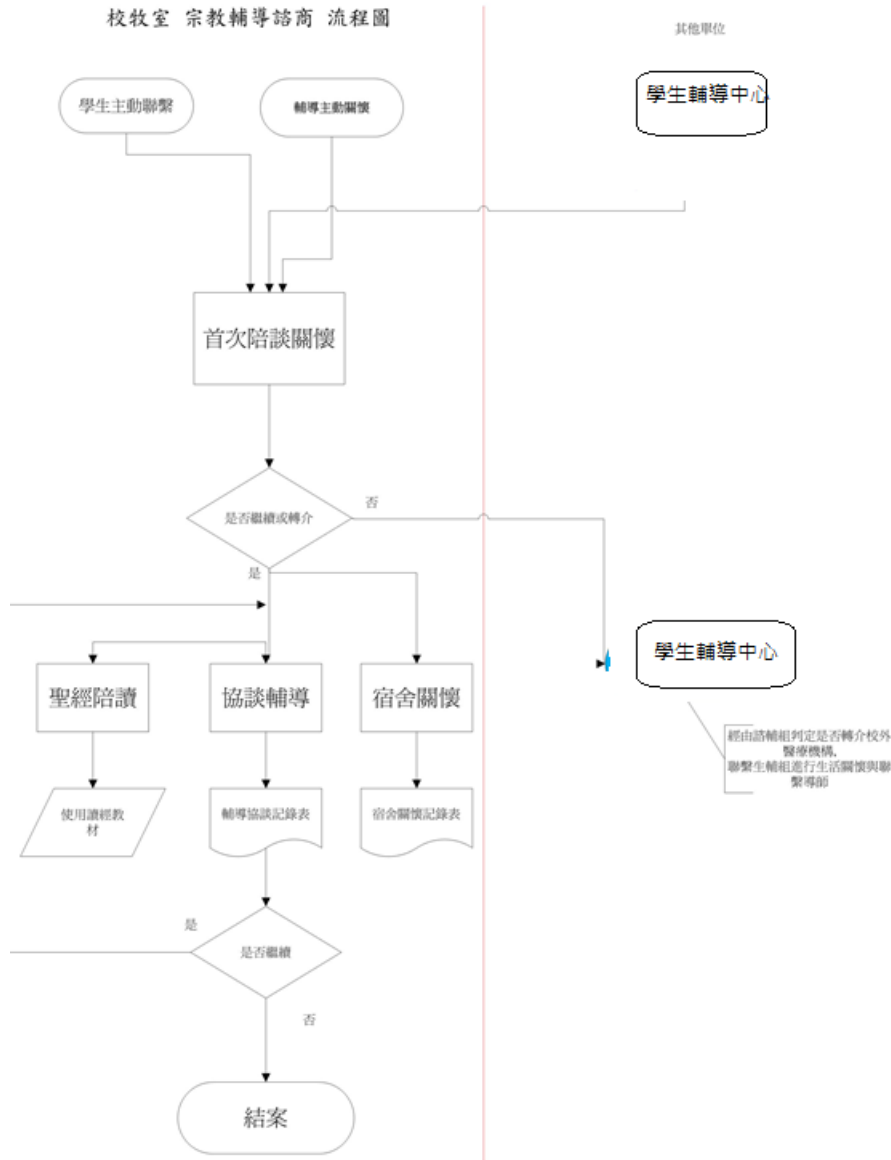 校牧室 宗教輔導諮商 流程圖
其他單位
學生主動聯繫
輔導主動關懷
學生輔導中心
首次陪談關懷
是否繼續或轉介
否
是
聖經陪讀
協談輔導
宿舍關懷
學生輔導中心
經由諮輔組判定是否轉介校外
醫療機構,
聯繫生輔組進行生活關懷與聯
繫導師
使用讀經教
材
輔導協談記錄表
宿舍關懷記錄表
是
是否繼續
否
結案